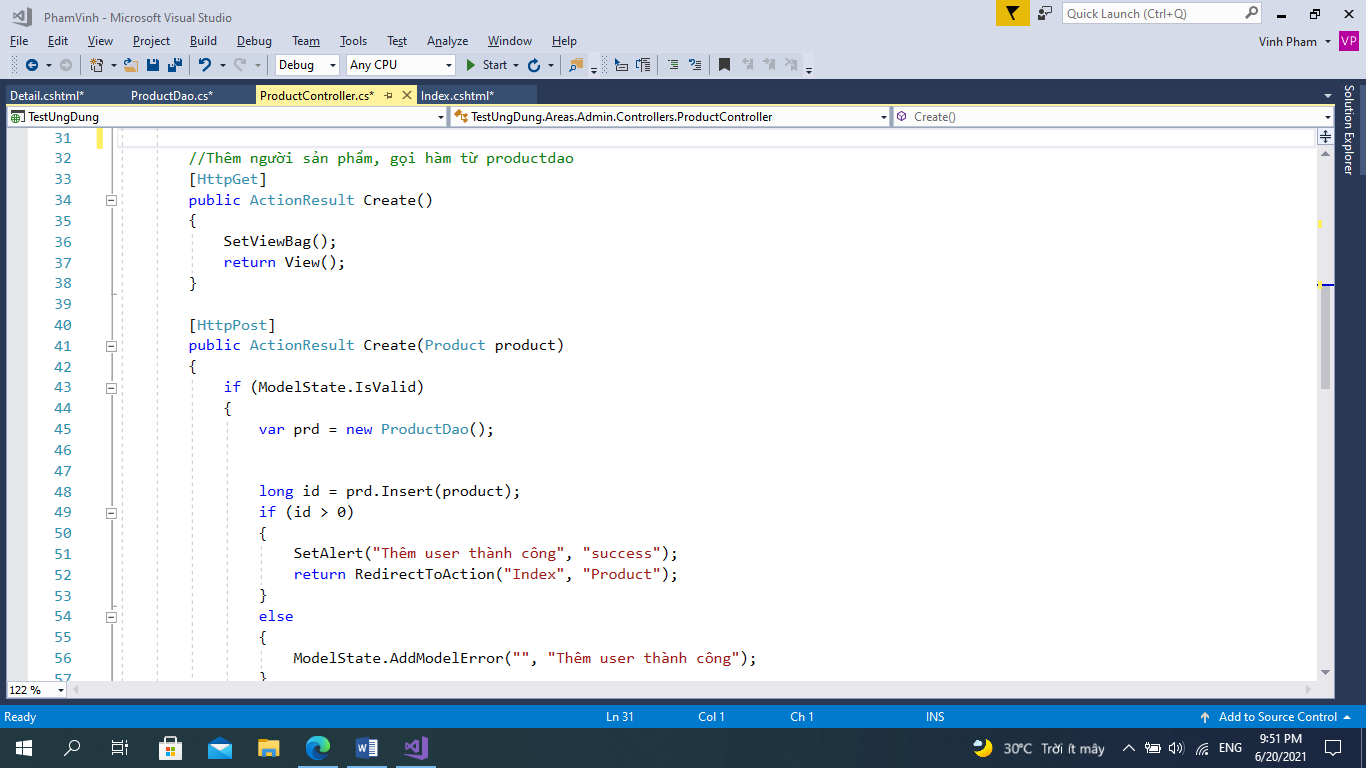 PhamVinh - Microsoft Visual Studio
Quick Launch (Ctrl+Q)
File Edit View Project Build Debug Team Tools Test Analyze Window Help
Vinh Pham VP
Debug Any CPU Start
Detail.cshtml* ProductDao.cs* ProductController.cs* Index.cshtml*
TestUngDung TestUngDung.Areas.Admin.Controllers.ProductController Create()
Solution Explorer
31
32 //Thêm người sản phẩm, gọi hàm từ productdao
33 [HttpGet]
34 public ActionResult Create()
35 {
36 SetViewBag();
37 return View();
38 }
39
40 [HttpPost]
41 public ActionResult Create(Product product)
42 {
43 if (ModelState.IsValid)
44 {
45 var prd = new ProductDao();
46
47
48 long id = prd.Insert(product);
49 if (id > 0)
50 {
51 SetAlert("Thêm user thành công", "success");
52 return RedirectToAction("Index", "Product");
53 }
54 else
55 {
56 ModelState.AddModelError("", "Thêm user thành công");
57 }
122 %
Ready Ln 31 Col 1 Ch 1 INS Add to Source Control
30°C Trời ít mây ENG 9:51 PM
6/20/2021